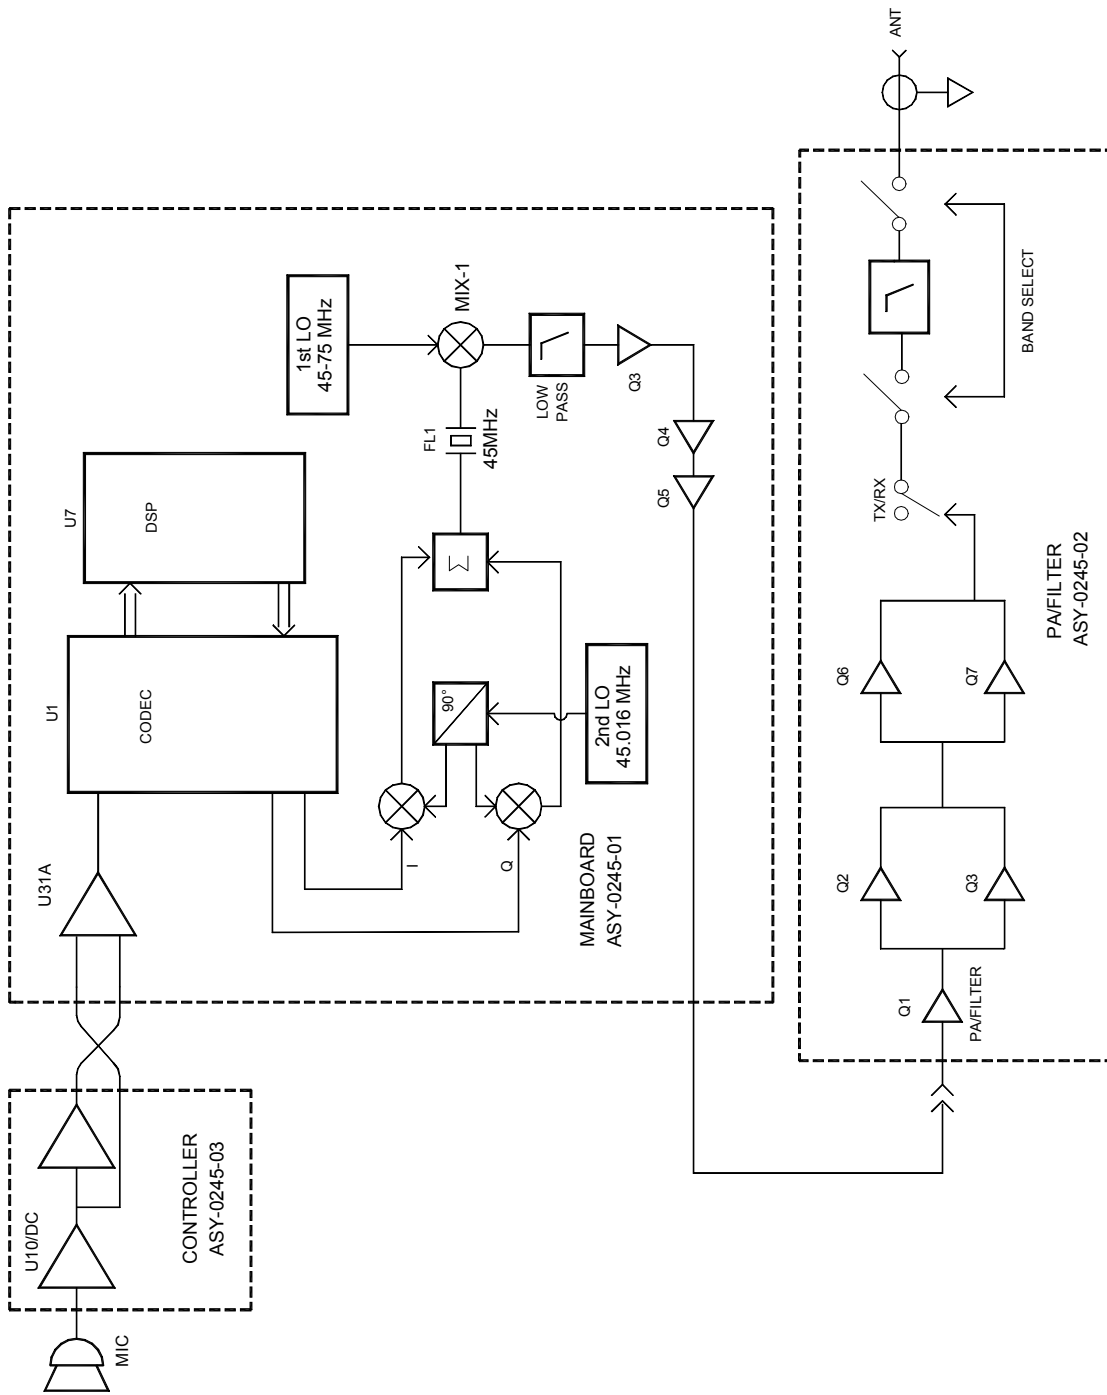 MIC
U10/DC
CONTROLLER
ASY-0245-03
U31A
U1
CODEC
U7
DSP
I
Q
90°
Σ
2nd LO
45.016 MHz
FL1
45MHz
1st LO
45-75 MHz
MIX-1
LOW
PASS
Q3
Q4
Q5
MAINBOARD
ASY-0245-01
Q1
PA/FILTER
Q2
Q3
Q6
Q7
TX/RX
BAND SELECT
PA/FILTER
ASY-0245-02
ANT